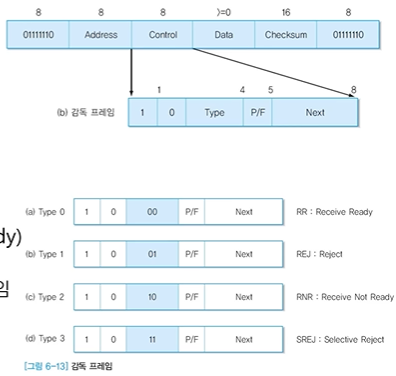 8 8 8 >=0 16 8
01111110 Address Control Data Checksum 01111110
1 4 5 8
(b) 감독 프레임 1 0 Type P/F Next
(a) Type 0 1 0 00 P/F Next RR : Receive Ready
dy)
(b) Type 1 1 0 01 P/F Next REJ : Reject
임
(c) Type 2 1 0 10 P/F Next RNR : Receive Not Ready
(d) Type 3 1 0 11 P/F Next SREJ : Selective Reject
[그림 6-13] 감독 프레임